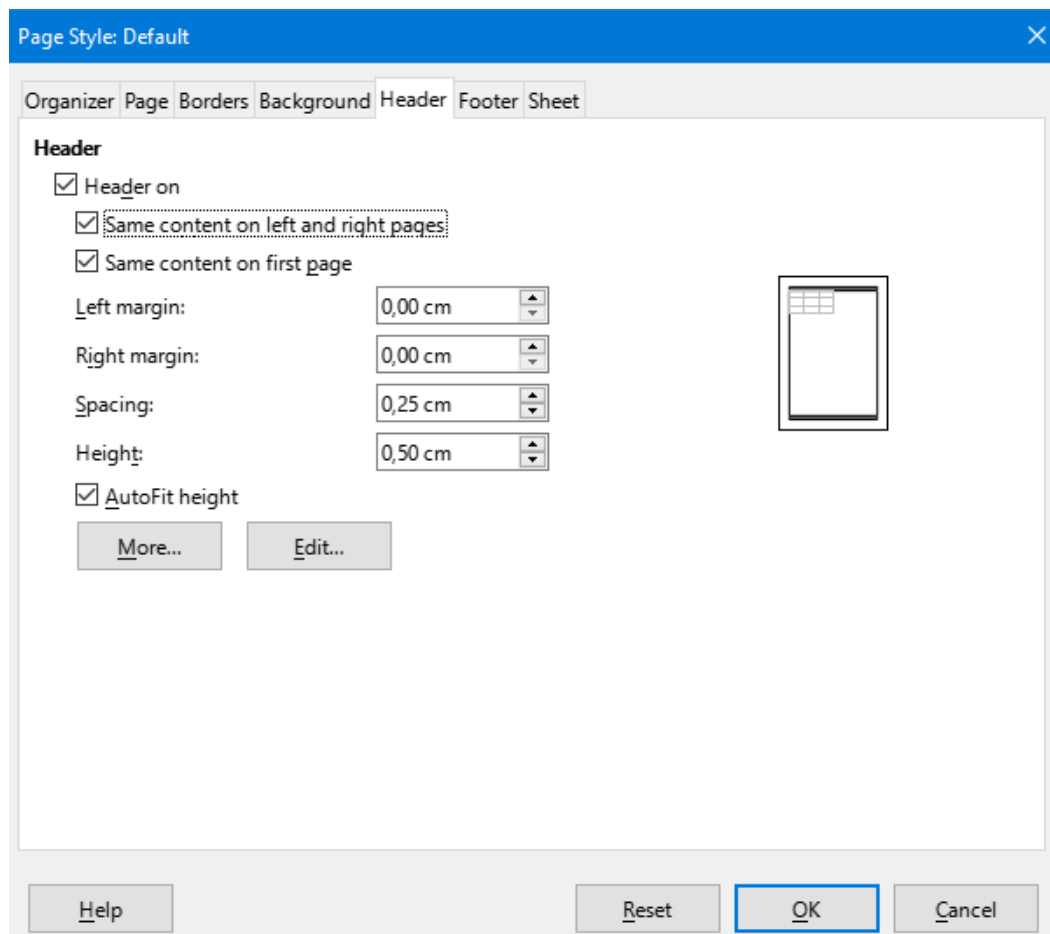 Page Style: Default
Organizer Page Borders Background Header Footer Sheet
Header
Header on
Same content on left and right pages
Same content on first page
Left margin: 0,00 cm
Right margin: 0,00 cm
Spacing: 0,25 cm
Height: 0,50 cm
AutoFit height
More... Edit...
Help Reset OK Cancel